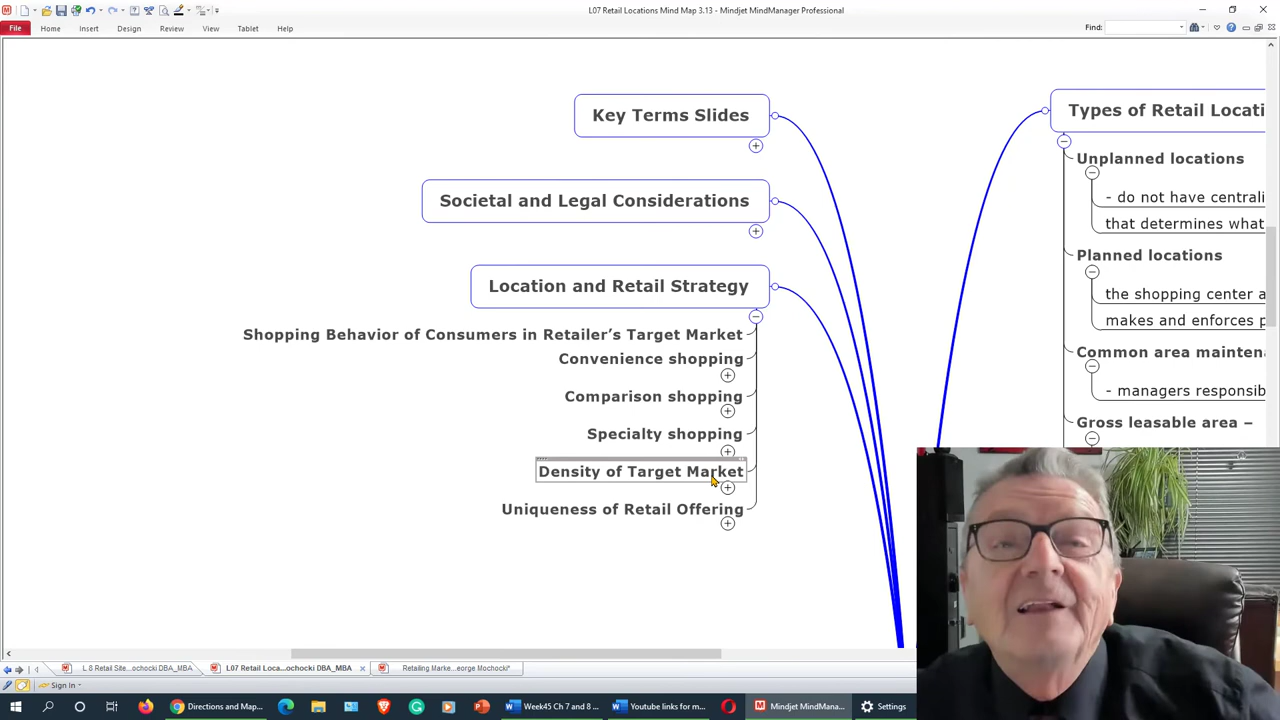 L07 Retail Locations Mind Map 3.13 - Mindjet MindManager Professional
File Home Insert Design Review View Tablet Help
Find:
Key Terms Slides
Societal and Legal Considerations
Location and Retail Strategy
Shopping Behavior of Consumers in Retailer’s Target Market
Convenience shopping
Comparison shopping
Specialty shopping
Density of Target Market
Uniqueness of Retail Offering
Types of Retail Locati
Unplanned locations
- do not have centrali
that determines what
Planned locations
the shopping center a
makes and enforces p
Common area maintena
- managers responsib
Gross leasable area –
L 8 Retail Site...ochocki DBA_MBA
L07 Retail Loca...ochocki DBA_MBA
Retailing Marke...eorge Mochocki*
Sign In
Directions and Map...
Week45 Ch 7 and 8 ...
Youtube links for m...
Mindjet MindMana...
Settings